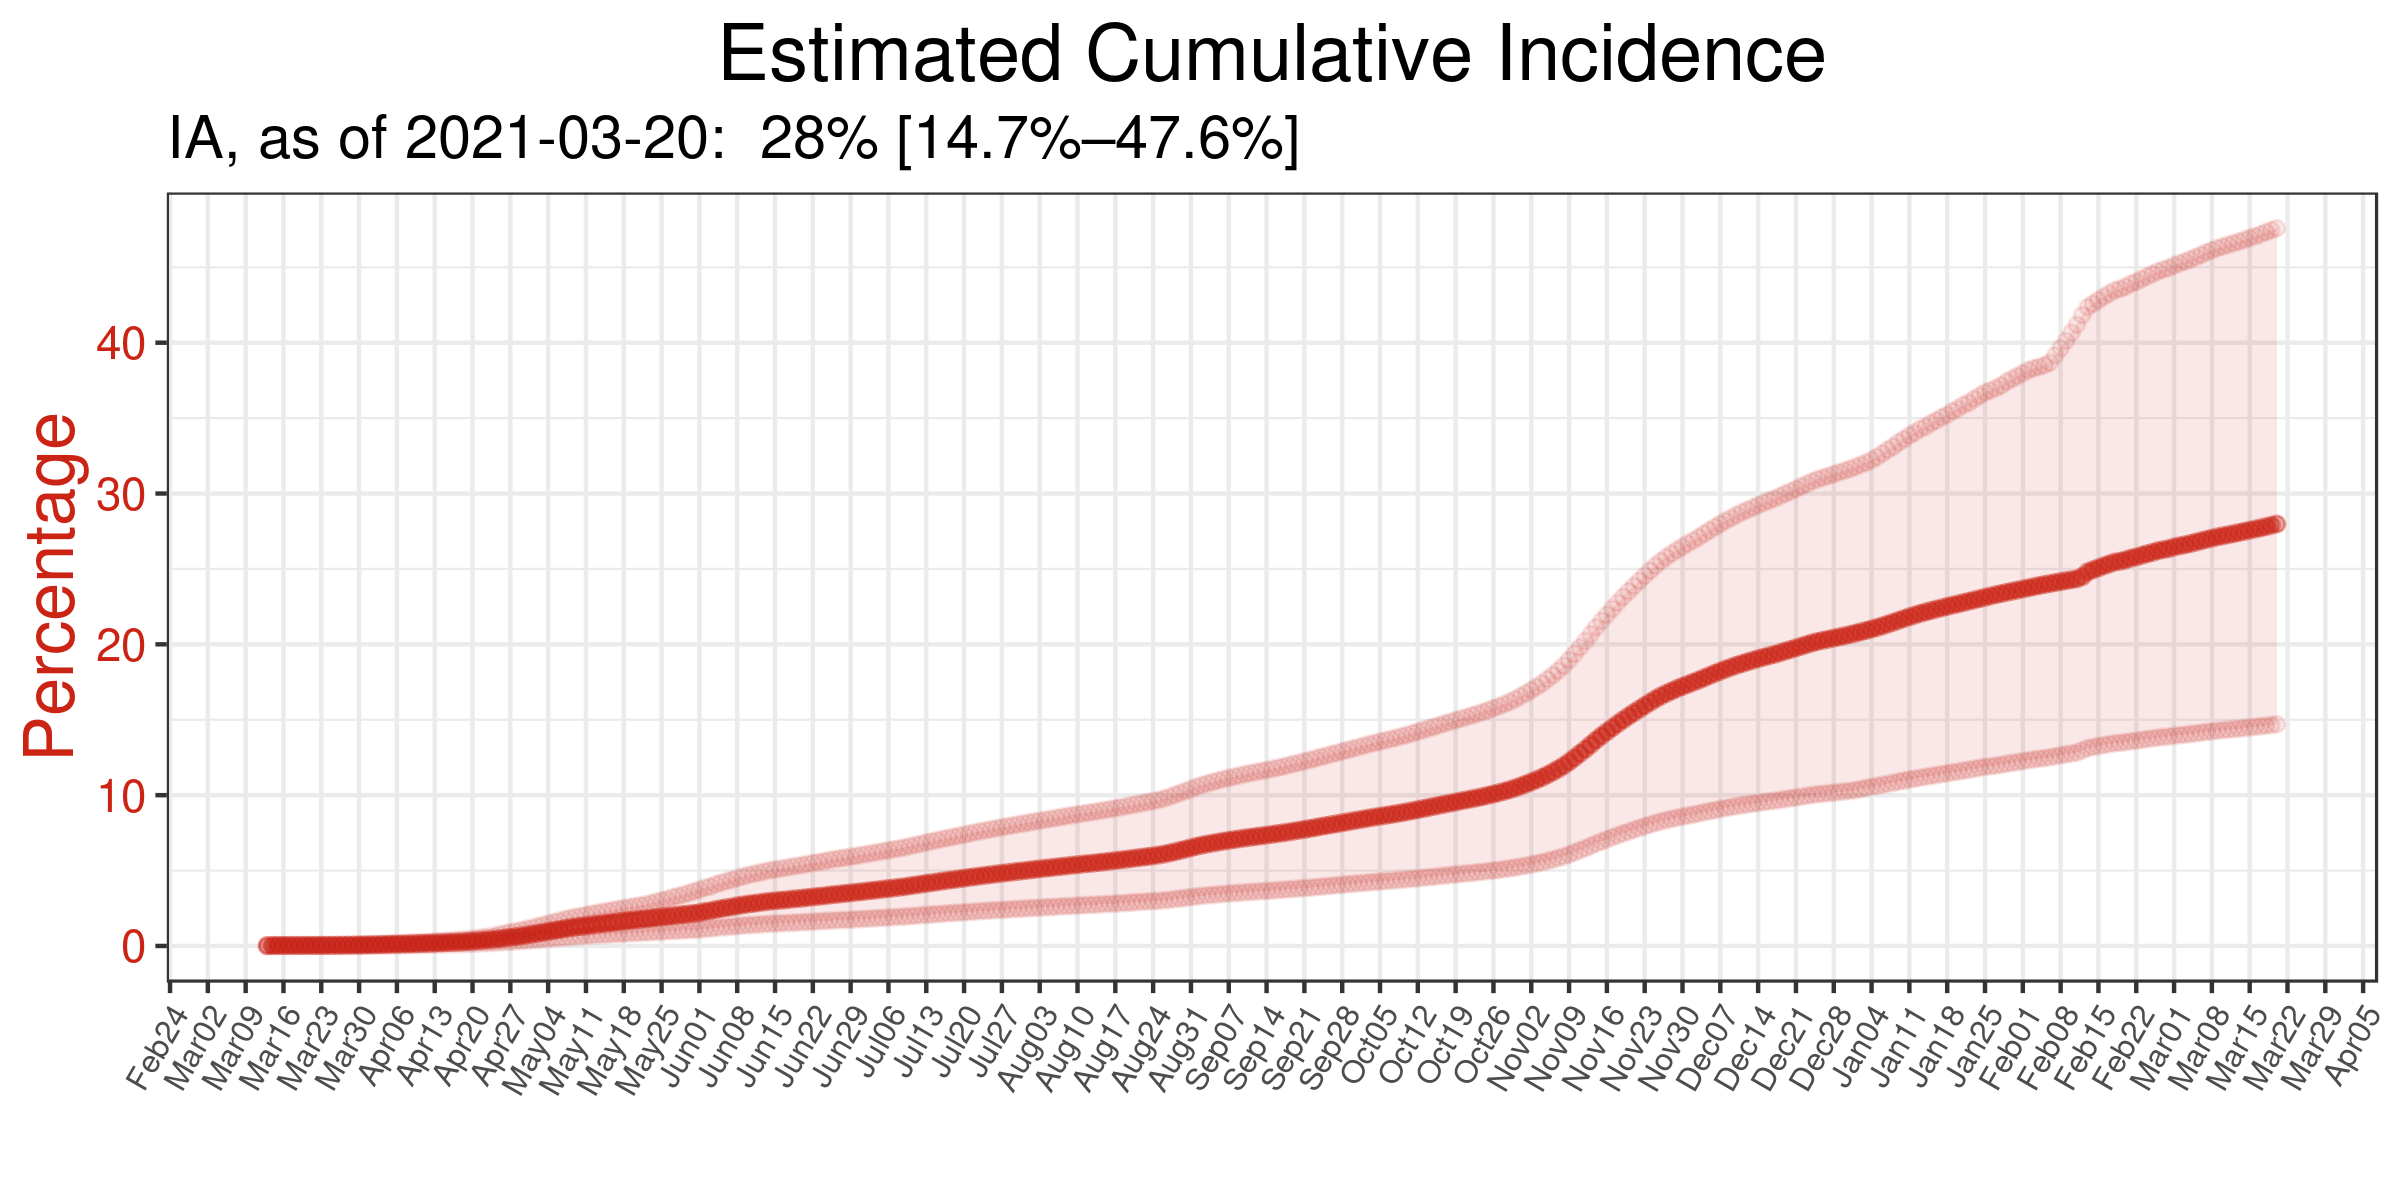 Estimated Cumulative Incidence
IA, as of 2021-03-20:  28% [14.7%–47.6%]
Percentage
40
30
20
10
0
Feb24
Mar02
Mar09
Mar16
Mar23
Mar30
Apr06
Apr13
Apr20
Apr27
May04
May11
May18
May25
Jun01
Jun08
Jun15
Jun22
Jun29
Jul06
Jul13
Jul20
Jul27
Aug03
Aug10
Aug17
Aug24
Aug31
Sep07
Sep14
Sep21
Sep28
Oct05
Oct12
Oct19
Oct26
Nov02
Nov09
Nov16
Nov23
Nov30
Dec07
Dec14
Dec21
Dec28
Jan04
Jan11
Jan18
Jan25
Feb01
Feb08
Feb15
Feb22
Mar01
Mar08
Mar15
Mar22
Mar29
Apr05